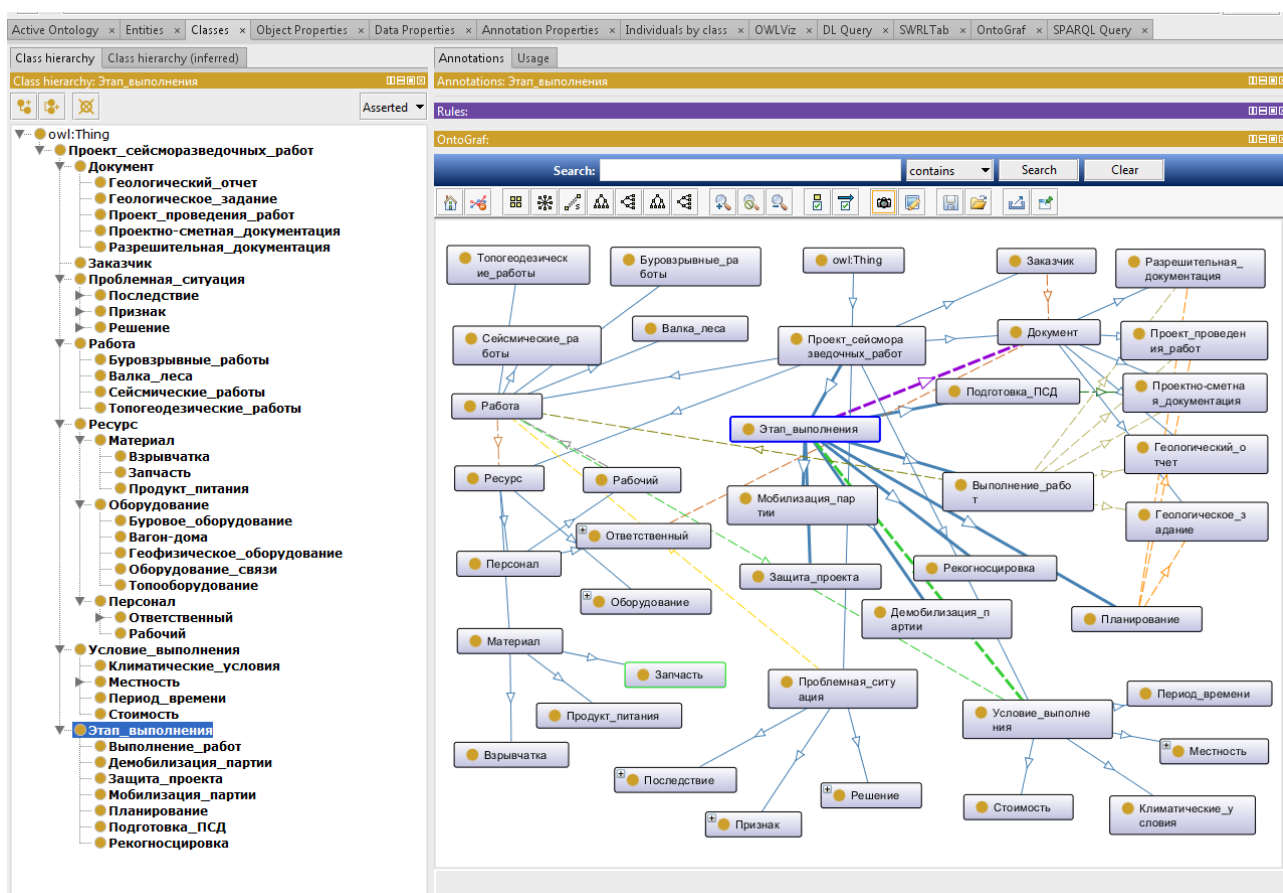 Active Ontology × Entities × Classes × Object Properties × Data Properties × Annotation Properties × Individuals by class × OWLViz × DL Query × SWRLTab × OntoGraf × SPARQL Query ×
Class hierarchy Class hierarchy (inferred)
Class hierarchy: Этап_выполнения
Asserted
owl:Thing
Проект_сейсморазведочных_работ
Документ
Геологический_отчет
Геологическое_задание
Проект_проведения_работ
Проектно-сметная_документация
Разрешительная_документация
Заказчик
Проблемная_ситуация
Последствие
Признак
Решение
Работа
Буровзрывные_работы
Валка_леса
Сейсмические_работы
Топогеодезические_работы
Ресурс
Материал
Взрывчатка
Запчасть
Продукт_питания
Оборудование
Буровое_оборудование
Вагон-дома
Геофизическое_оборудование
Оборудование_связи
Топооборудование
Персонал
Ответственный
Рабочий
Условие_выполнения
Климатические_условия
Местность
Период_времени
Стоимость
Этап_выполнения
Выполнение_работ
Демобилизация_партии
Защита_проекта
Мобилизация_партии
Планирование
Подготовка_ПСД
Рекогносцировка
Annotations Usage
Annotations: Этап_выполнения
Rules:
OntoGraf:
Search: contains Search Clear
Топогеодезическ
ие_работы
Буровзрывные_ра
боты
owl:Thing
Заказчик
Разрешительная_
документация
Сейсмические_ра
боты
Валка_леса
Проект_сейсмора
зведочных_работ
Документ
Проект_проведен
ия_работ
Работа
Подготовка_ПСД
Проектно-сметна
я_документация
Этап_выполнения
Геологический_о
тчет
Ресурс
Рабочий
Мобилизация_пар
тии
Выполнение_рабо
т
Геологическое_з
адание
Ответственный
Персонал
Защита_проекта
Рекогносцировка
Оборудование
Демобилизация_п
артии
Планирование
Материал
Запчасть
Проблемная_ситу
ация
Период_времени
Продукт_питания
Условие_выполне
ния
Местность
Взрывчатка
Последствие
Решение
Стоимость
Климатические_у
словия
Признак